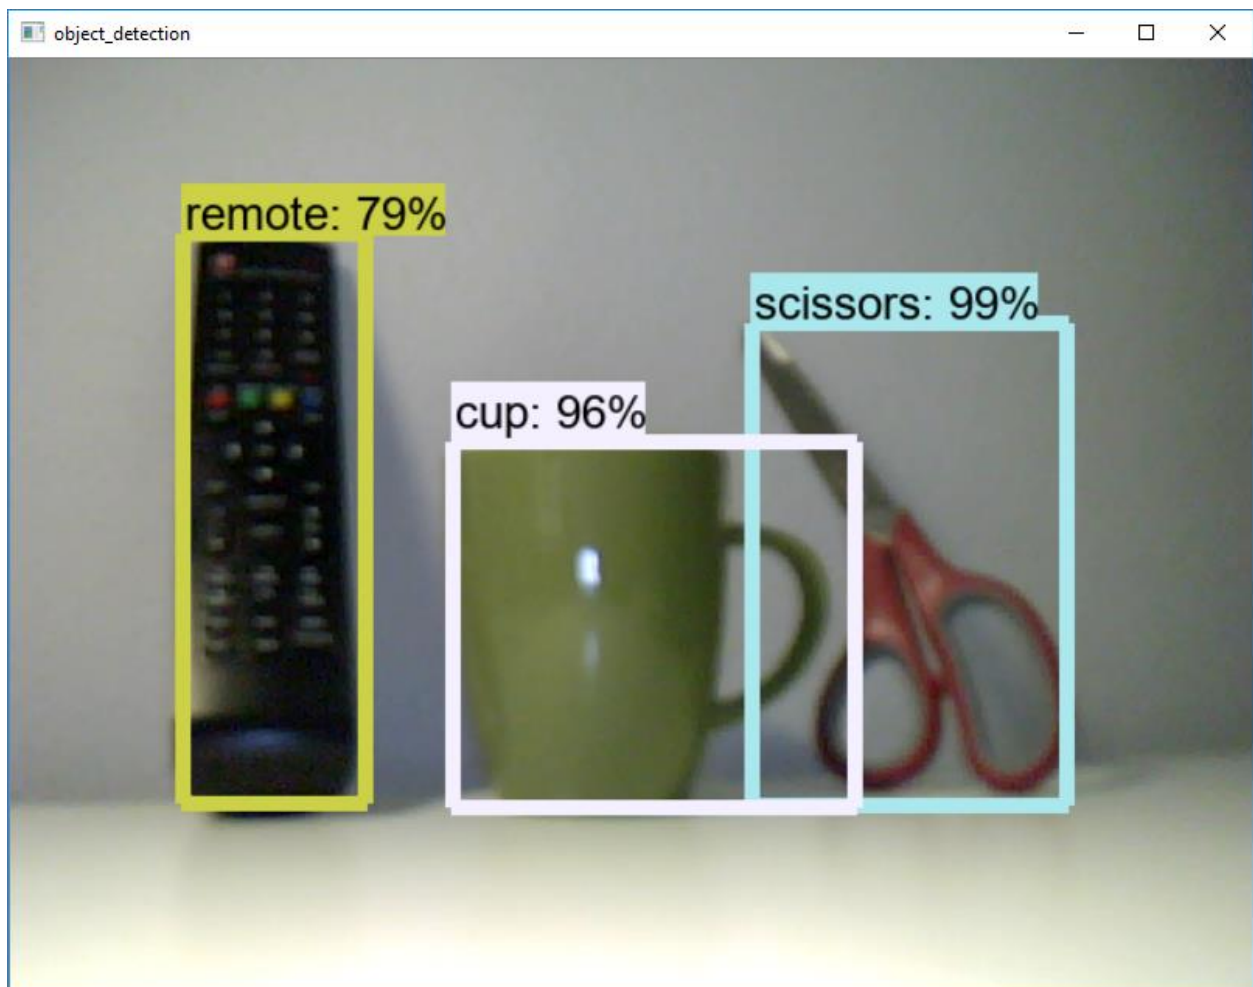 object_detection
remote: 79%
scissors: 99%
cup: 96%